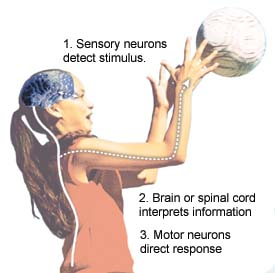 1. Sensory neurons
detect stimulus.
2. Brain or spinal cord
interprets information
3. Motor neurons
direct response